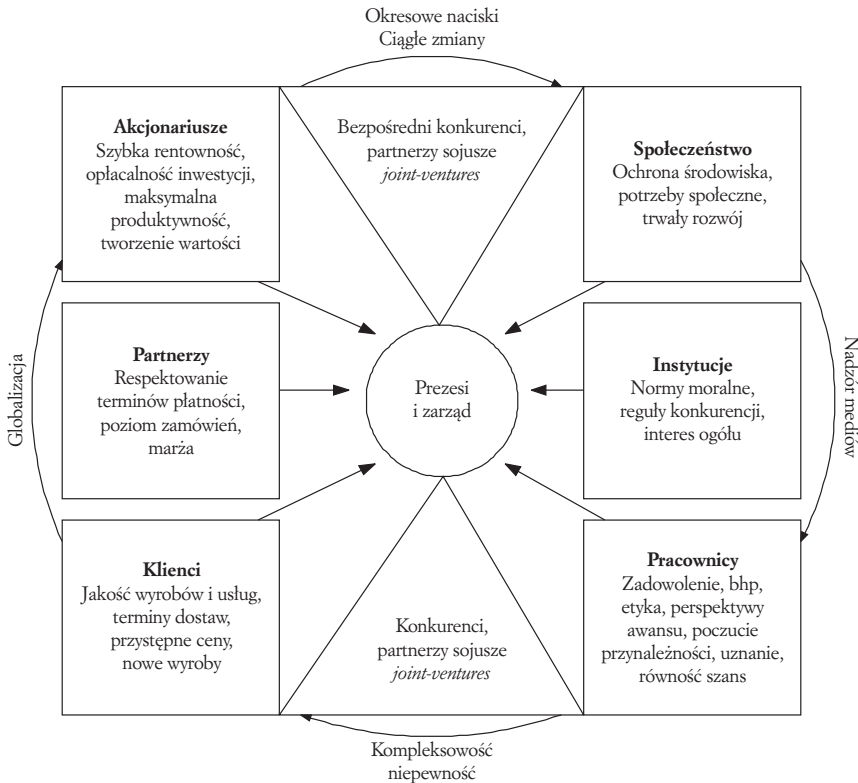 Okresowe naciski
Ciągłe zmiany
Akcjonariusze
Szybka rentowność,
opłacalność inwestycji,
maksymalna
produktywność,
tworzenie wartości
Bezpośredni konkurenci,
partnerzy sojusze
joint-ventures
Społeczeństwo
Ochrona środowiska,
potrzeby społeczne,
trwały rozwój
Globalizacja
Partnerzy
Respektowanie
terminów płatności,
poziom zamówień,
marża
Prezesi
i zarząd
Instytucje
Normy moralne,
reguły konkurencji,
interes ogółu
Nadzór mediów
Klienci
Jakość wyrobów i usług,
terminy dostaw,
przystępne ceny,
nowe wyroby
Konkurenci,
partnerzy sojusze
joint-ventures
Pracownicy
Zadowolenie, bhp,
etyka, perspektywy
awansu, poczucie
przynależności, uznanie,
równość szans
Kompleksowość
niepewność